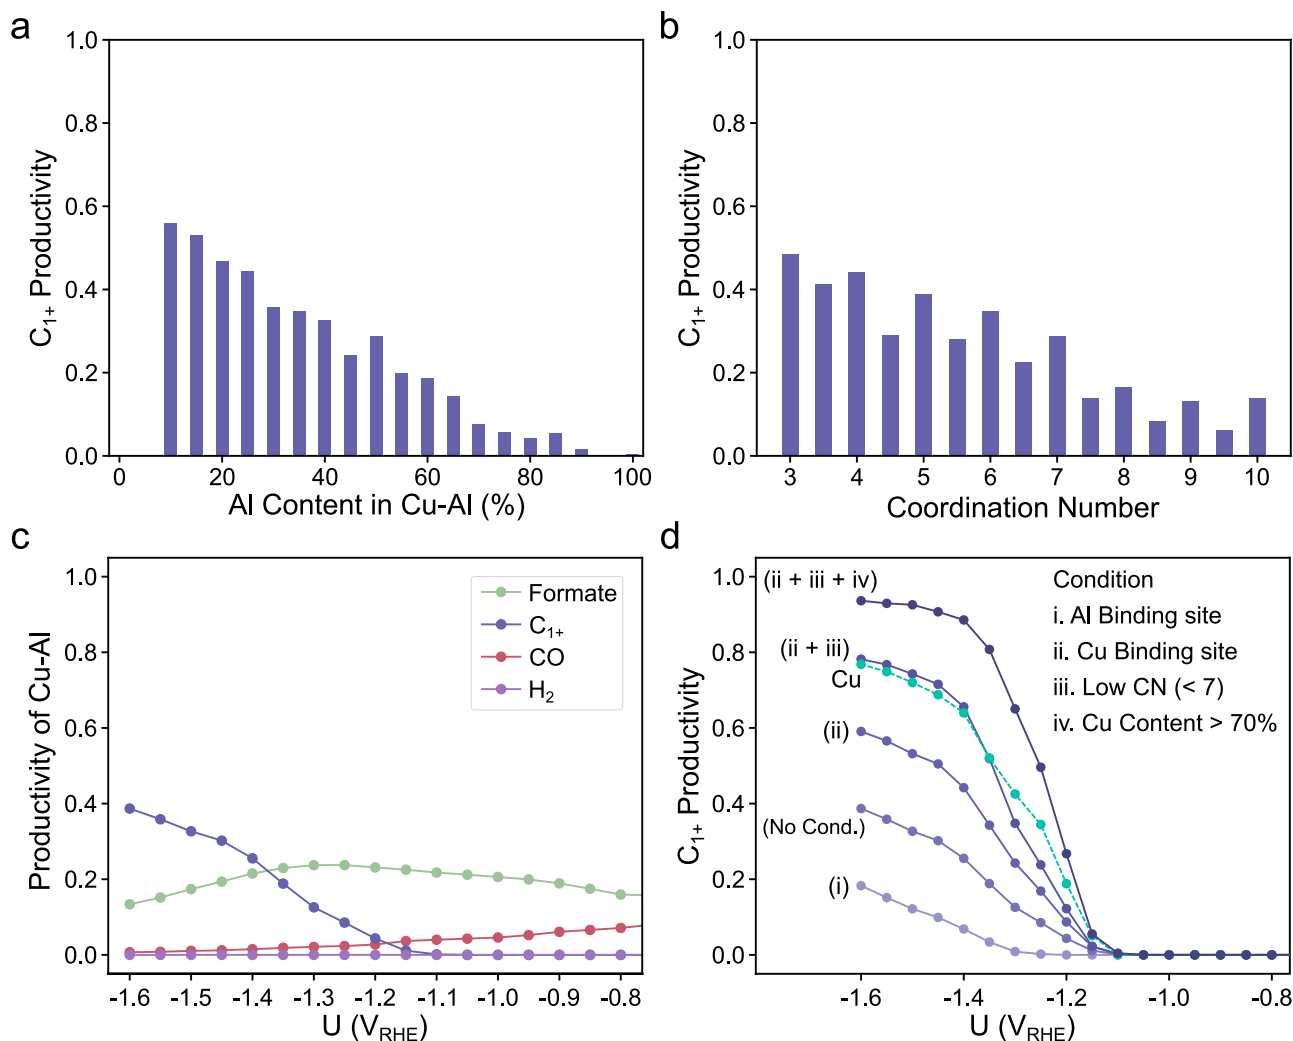 a
C1+ Productivity
1.0
0.8
0.6
0.4
0.2
0.0
0 20 40 60 80 100
Al Content in Cu-Al (%)
b
C1+ Productivity
1.0
0.8
0.6
0.4
0.2
0.0
3 4 5 6 7 8 9 10
Coordination Number
c
Productivity of Cu-Al
1.0
0.8
0.6
0.4
0.2
0.0
Formate
C1+
CO
H2
-1.6 -1.5 -1.4 -1.3 -1.2 -1.1 -1.0 -0.9 -0.8
U (VRHE)
d
C1+ Productivity
1.0
0.8
0.6
0.4
0.2
0.0
(ii + iii + iv)
(ii + iii)
Cu
(ii)
(No Cond.)
(i)
Condition
i. Al Binding site
ii. Cu Binding site
iii. Low CN (< 7)
iv. Cu Content > 70%
-1.6 -1.4 -1.2 -1.0 -0.8
U (VRHE)